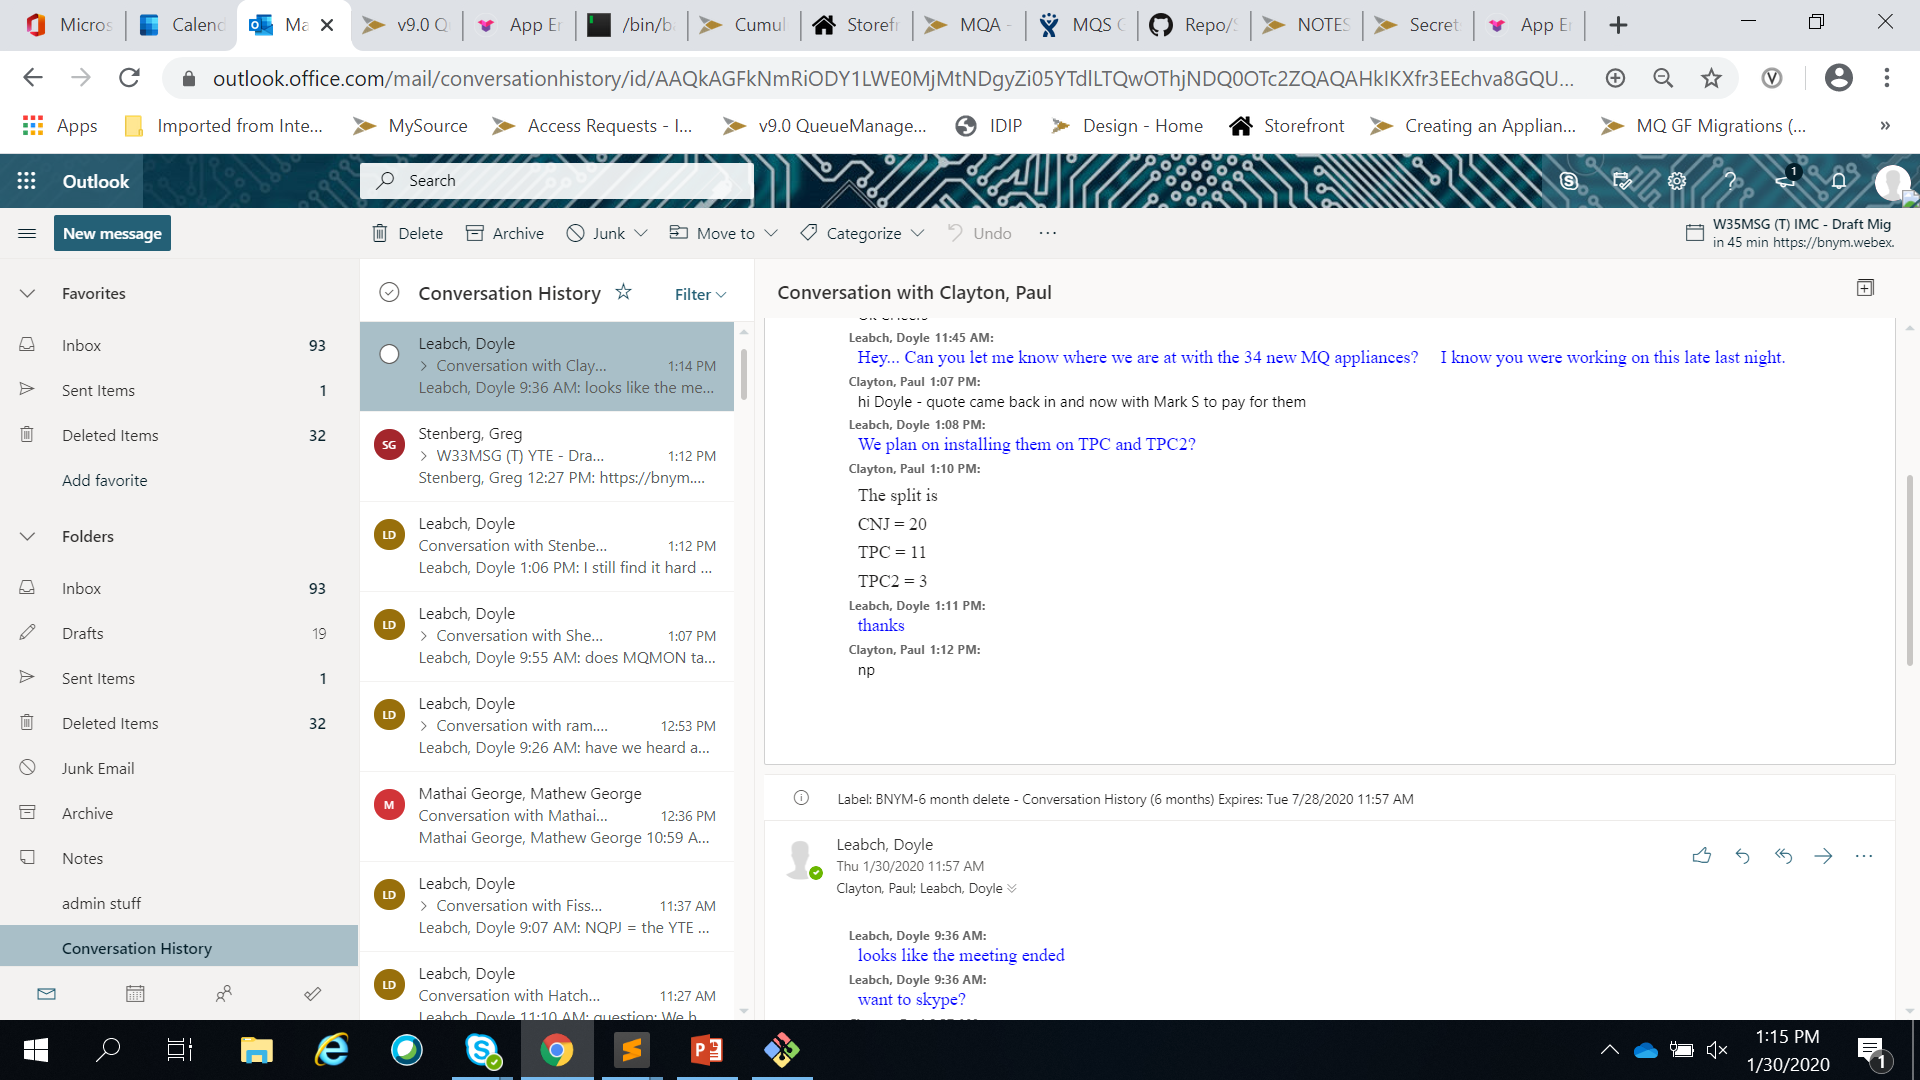 Micros
Calend
Ma
v9.0 Q
App En
/bin/ba
Cumul
Storefr
MQA -
MQS
Repo/S
NOTES
Secret
App En
outlook.office.com/mail/conversationhistory/id/AAQkAGFkNmRiODY1LWE0MjMtNDgyZi05YTdlLTQwOThjNDQ0OTc2ZQAQAHkIKXfr3EEchva8GQU...
Apps
Imported from Inte...
MySource
Access Requests - I...
v9.0 QueueManage...
IDIP
Design - Home
Storefront
Creating an Applian...
MQ GF Migrations (...
»
Outlook
Search
1
New message
Delete
Archive
Junk
Move to
Categorize
Undo
...
W35MSG (T) IMC - Draft Mig
in 45 min https://bnym.webex.
Favorites
Inbox 93
Sent Items 1
Deleted Items 32
Add favorite
Folders
Inbox 93
Drafts 19
Sent Items 1
Deleted Items 32
Junk Email
Archive
Notes
admin stuff
Conversation History
Conversation History
Filter
Leabch, Doyle
> Conversation with Clay... 1:14 PM
Leabch, Doyle 9:36 AM: looks like the me...
SG
Stenberg, Greg
> W33MSG (T) YTE - Dra... 1:12 PM
Stenberg, Greg 12:27 PM: https://bnym....
LD
Leabch, Doyle
Conversation with Stenbe... 1:12 PM
Leabch, Doyle 1:06 PM: I still find it hard ...
LD
Leabch, Doyle
> Conversation with She... 1:07 PM
Leabch, Doyle 9:55 AM: does MQMON ta...
LD
Leabch, Doyle
> Conversation with ram.... 12:53 PM
Leabch, Doyle 9:26 AM: have we heard a...
M
Mathai George, Mathew George
Conversation with Mathai... 12:36 PM
Mathai George, Mathew George 10:59 A...
LD
Leabch, Doyle
> Conversation with Fiss... 11:37 AM
Leabch, Doyle 9:07 AM: NQPJ = the YTE ...
LD
Leabch, Doyle
Conversation with Hatch... 11:27 AM
Leabch, Doyle 11:10 AM: question: We h...
Conversation with Clayton, Paul
Leabch, Doyle 11:45 AM:
Hey... Can you let me know where we are at with the 34 new MQ appliances? I know you were working on this late last night.
Clayton, Paul 1:07 PM:
hi Doyle - quote came back in and now with Mark S to pay for them
Leabch, Doyle 1:08 PM:
We plan on installing them on TPC and TPC2?
Clayton, Paul 1:10 PM:
The split is
CNJ = 20
TPC = 11
TPC2 = 3
Leabch, Doyle 1:11 PM:
thanks
Clayton, Paul 1:12 PM:
np
Label: BNYM-6 month delete - Conversation History (6 months) Expires: Tue 7/28/2020 11:57 AM
Leabch, Doyle
Thu 1/30/2020 11:57 AM
Clayton, Paul; Leabch, Doyle
Leabch, Doyle 9:36 AM:
looks like the meeting ended
Leabch, Doyle 9:36 AM:
want to skype?
1:15 PM
1/30/2020
1